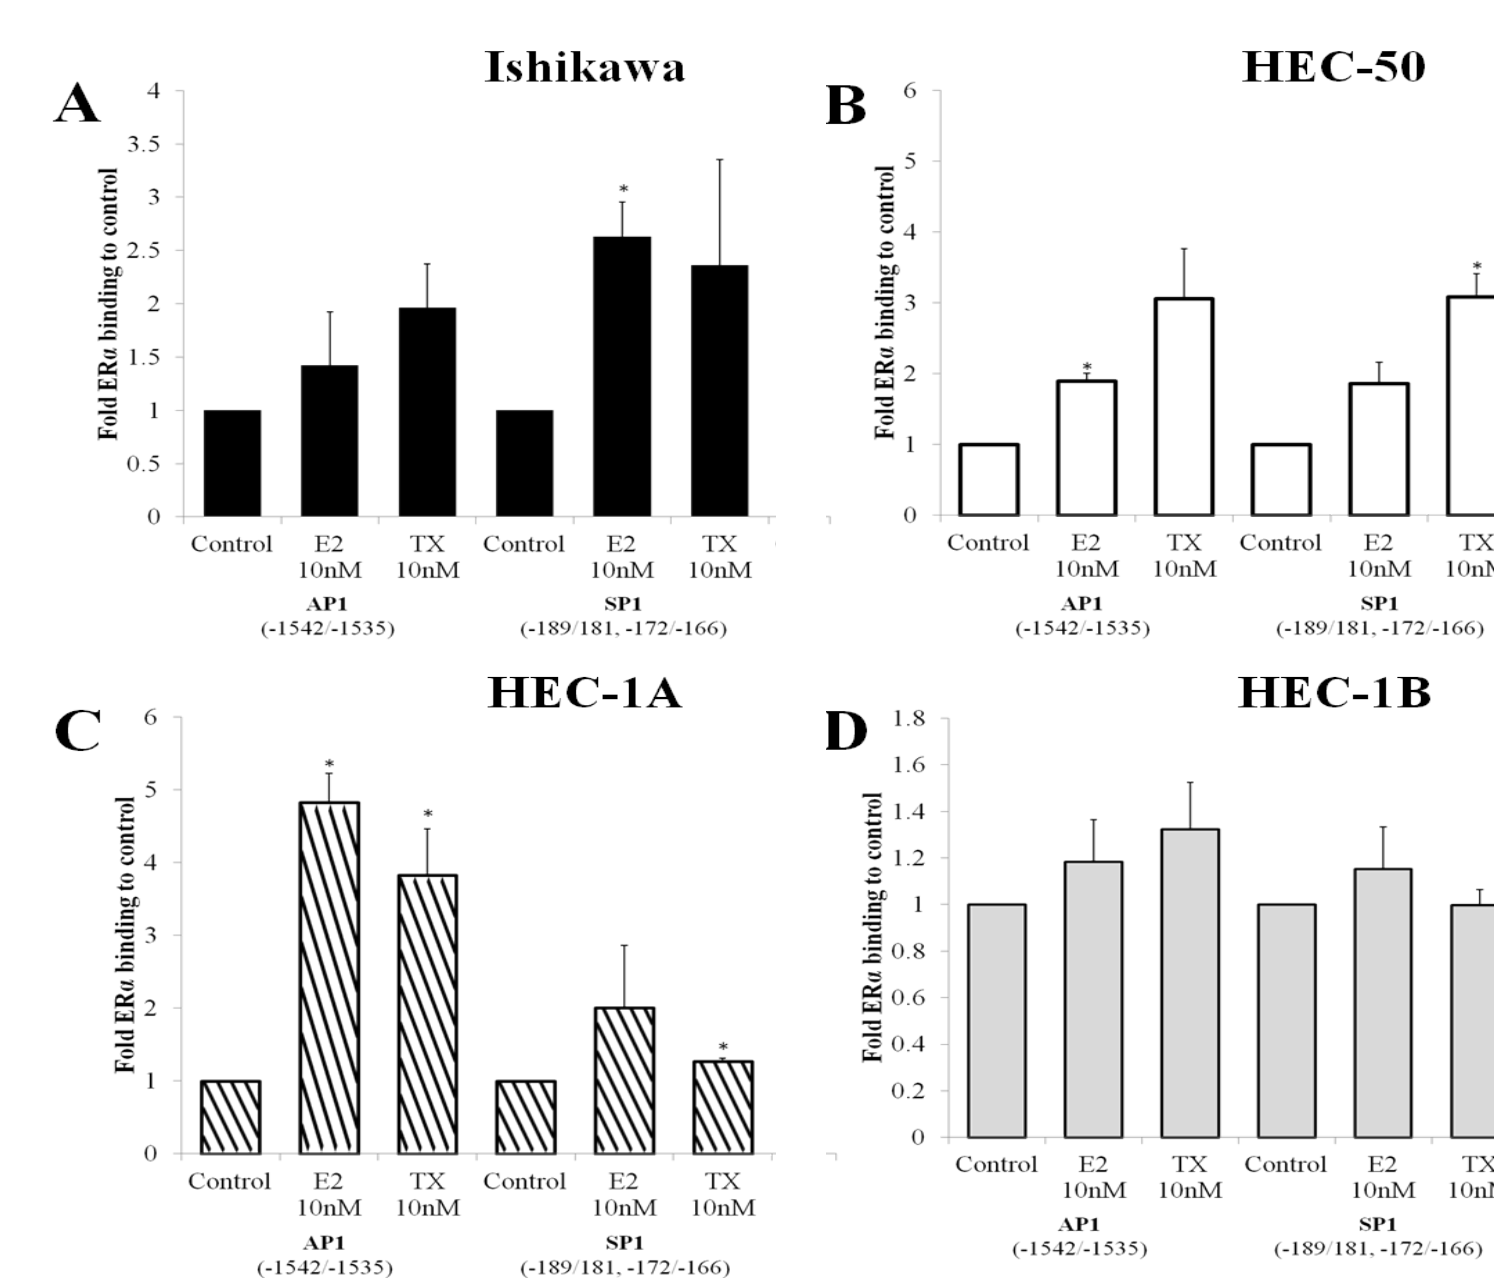 Ishikawa
A
Fold ERα binding to control
4
3.5
3
2.5
2
1.5
1
0.5
0
*
Control E2 TX Control E2 TX
10nM 10nM 10nM 10nM
AP1 SP1
(-1542/-1535) (-189/181, -172/-166)
HEC-50
B
Fold ERα binding to control
6
5
4
3
2
1
0
* *
Control E2 TX Control E2 TX
10nM 10nM 10nM
AP1 SP1
(-1542/-1535) (-189/181, -172/-166)
HEC-1A
C
Fold ERα binding to control
6
5
4
3
2
1
0
* * *
Control E2 TX Control E2 TX
10nM 10nM 10nM 10nM
AP1 SP1
(-1542/-1535) (-189/181, -172/-166)
HEC-1B
D
Fold ERα binding to control
1.8
1.6
1.4
1.2
1
0.8
0.6
0.4
0.2
0
Control E2 TX Control E2 TX
10nM 10nM 10nM
AP1 SP1
(-1542/-1535) (-189/181, -172/-166)